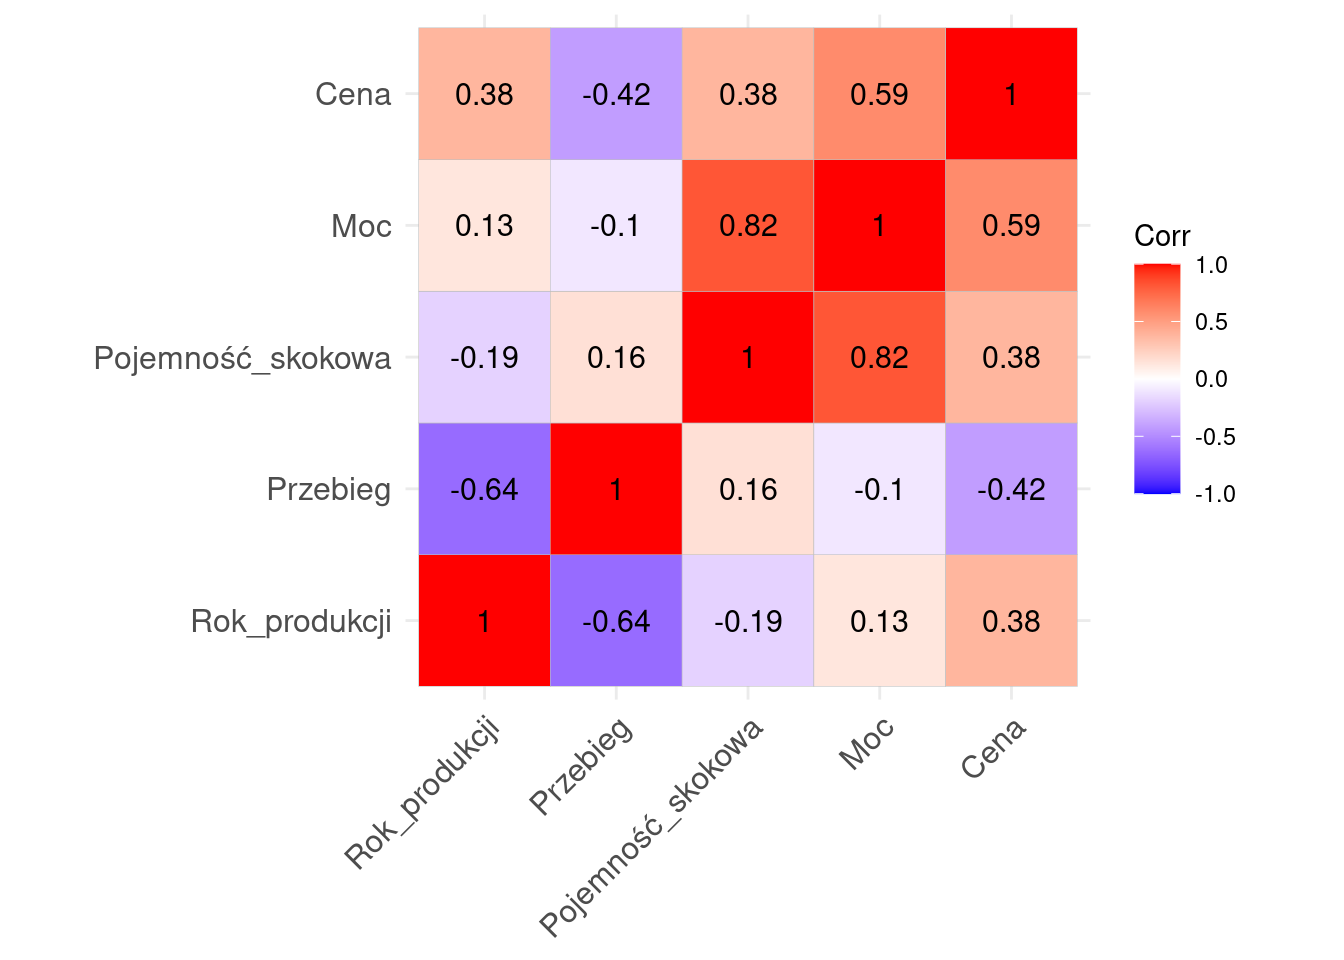 Cena 0.38 -0.42 0.38 0.59 1
Moc 0.13 -0.1 0.82 1 0.59
Pojemność_skokowa -0.19 0.16 1 0.82 0.38
Przebieg -0.64 1 0.16 -0.1 -0.42
Rok_produkcji 1 -0.64 -0.19 0.13 0.38
Rok_produkcji
Przebieg
Pojemność_skokowa
Moc
Cena
Corr
1.0
0.5
0.0
-0.5
-1.0